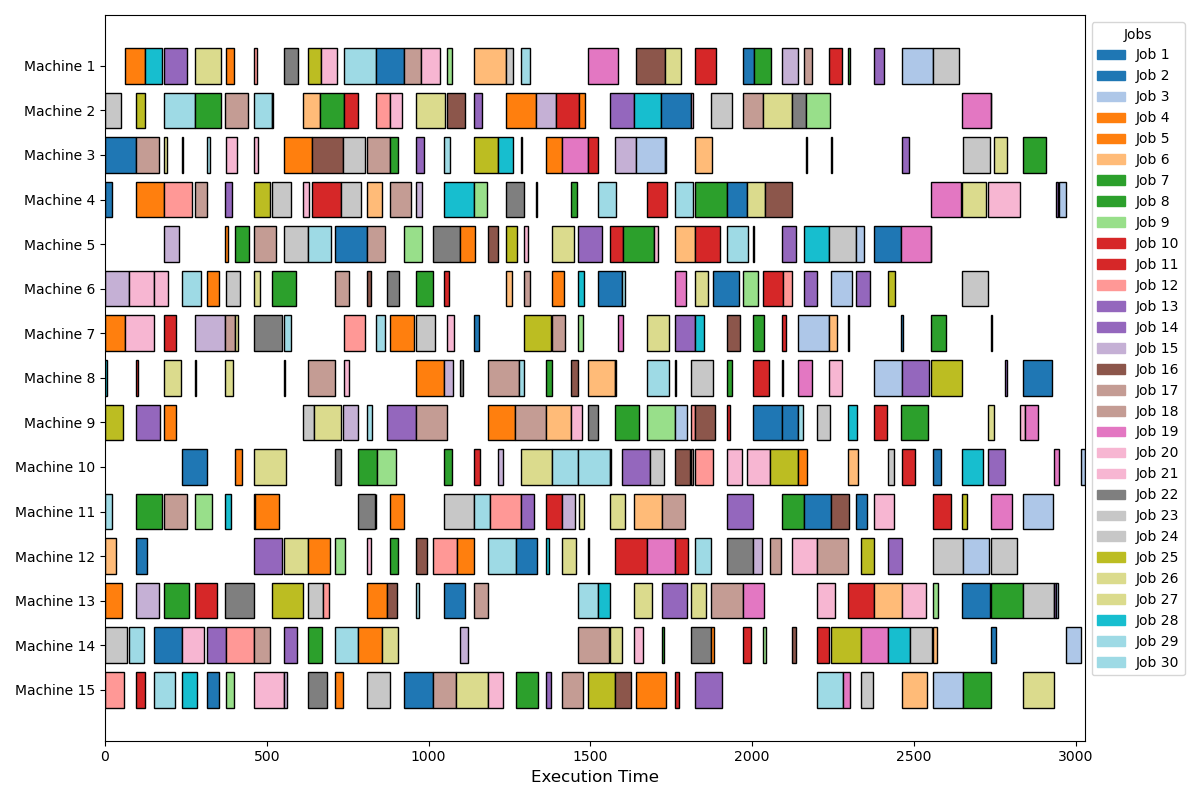 Machine 1
Machine 2
Machine 3
Machine 4
Machine 5
Machine 6
Machine 7
Machine 8
Machine 9
Machine 10
Machine 11
Machine 12
Machine 13
Machine 14
Machine 15
0 500 1000 1500 2000 2500 3000
Execution Time
Jobs
Job 1
Job 2
Job 3
Job 4
Job 5
Job 6
Job 7
Job 8
Job 9
Job 10
Job 11
Job 12
Job 13
Job 14
Job 15
Job 16
Job 17
Job 18
Job 19
Job 20
Job 21
Job 22
Job 23
Job 24
Job 25
Job 26
Job 27
Job 28
Job 29
Job 30